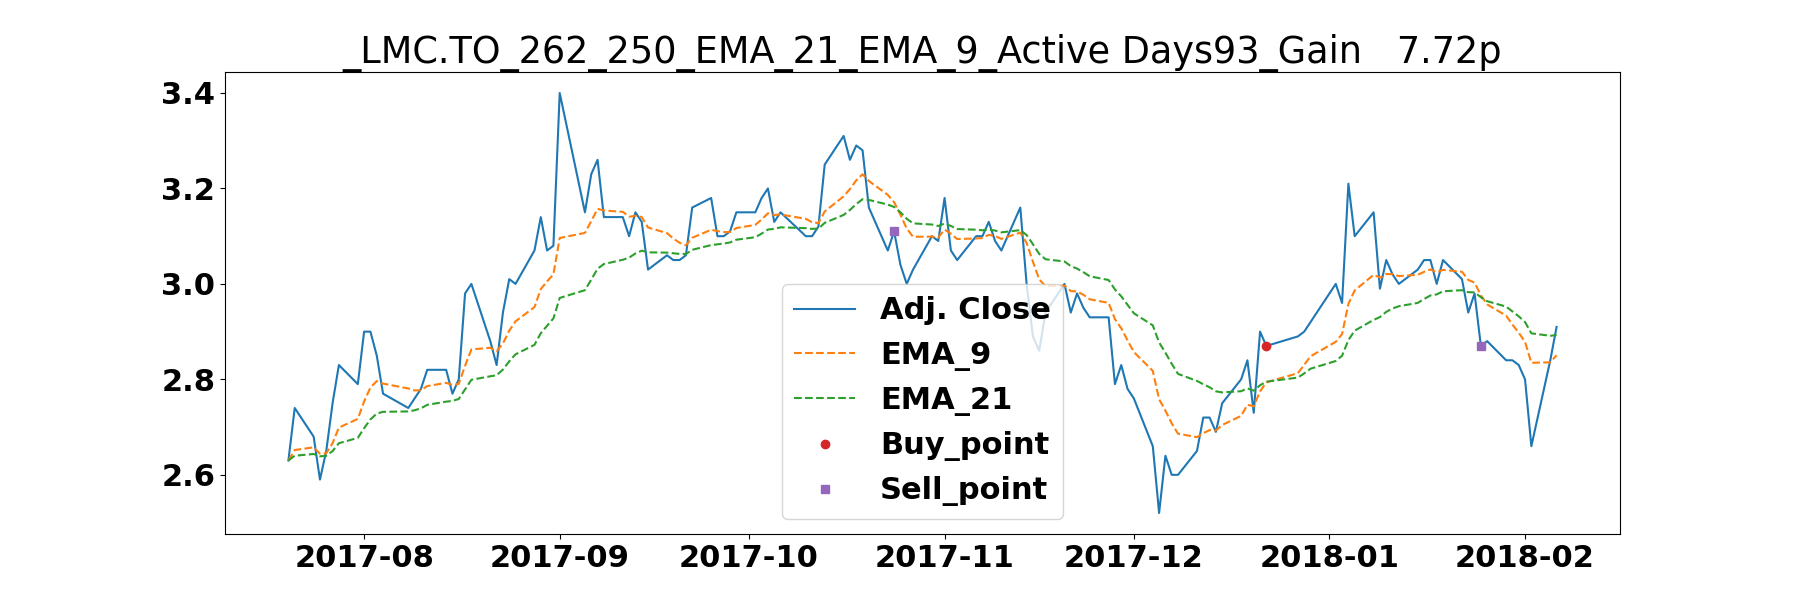 _LMC.TO_262_250_EMA_21_EMA_9_Active Days93_Gain   7.72p
3.4
3.2
3.0
2.8
2.6
Adj. Close
EMA_9
EMA_21
Buy_point
Sell_point
2017-08 2017-09 2017-10 2017-11 2017-12 2018-01 2018-02